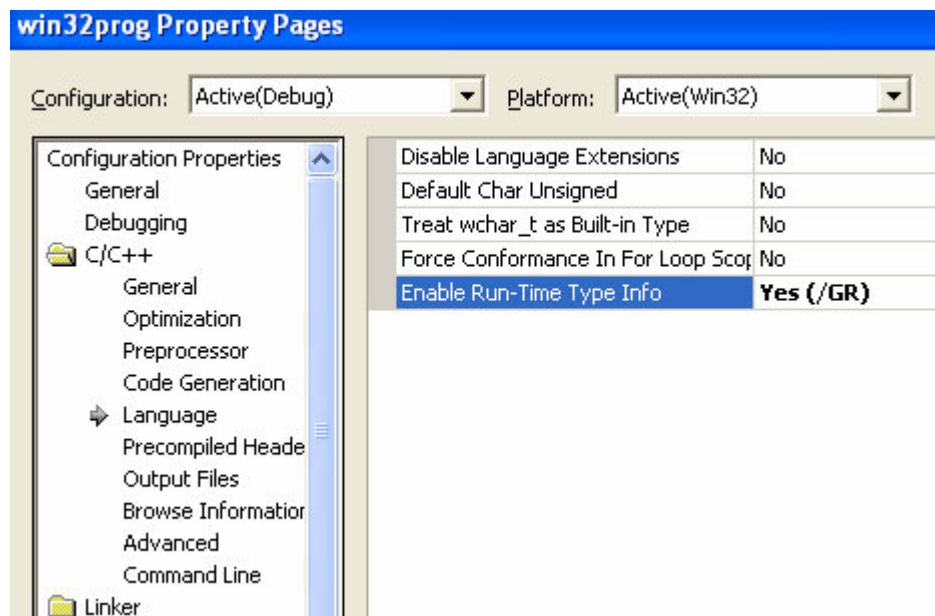 win32prog Property Pages
Configuration: Active(Debug) Platform: Active(Win32)
Configuration Properties
General
Debugging
C/C++
General
Optimization
Preprocessor
Code Generation
Language
Precompiled Heade
Output Files
Browse Information
Advanced
Command Line
Linker
Disable Language Extensions No
Default Char Unsigned No
Treat wchar_t as Built-in Type No
Force Conformance In For Loop Scop No
Enable Run-Time Type Info Yes (/GR)